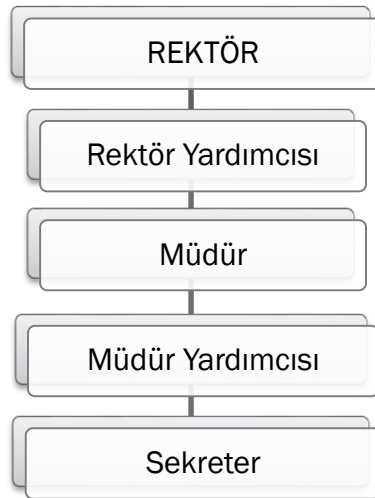 REKTÖR
Rektör Yardımcısı
Müdür
Müdür Yardımcısı
Sekreter